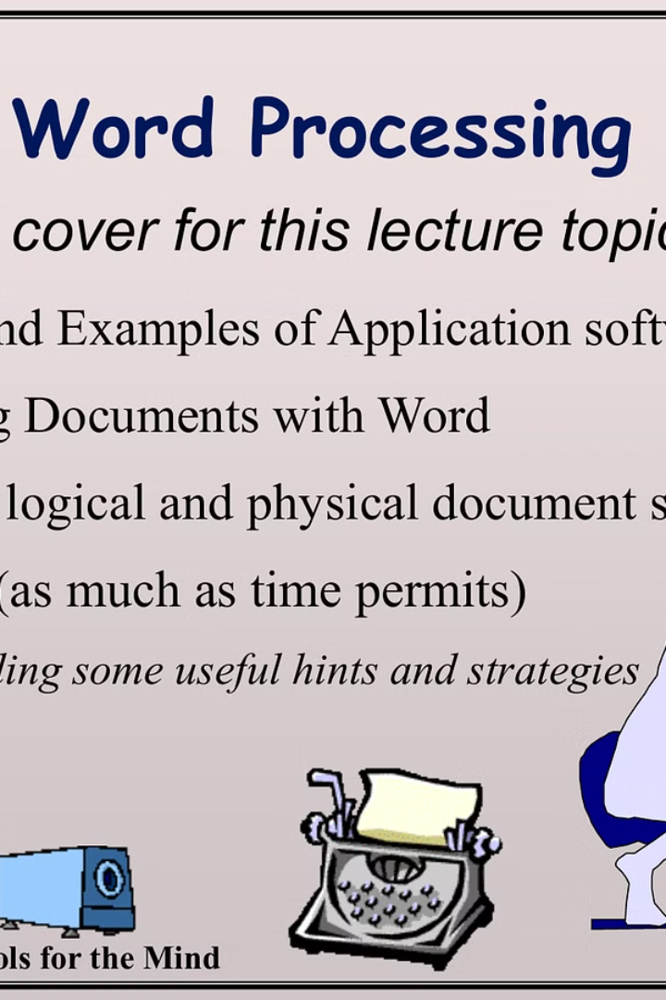 Word Processing
cover for this lecture topic
nd Examples of Application soft
g Documents with Word
logical and physical document s
(as much as time permits)
ding some useful hints and strategies
ols for the Mind